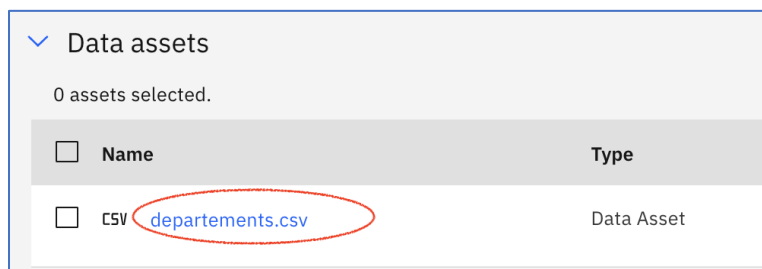 Data assets
0 assets selected.
Name Type
CSV departements.csv Data Asset